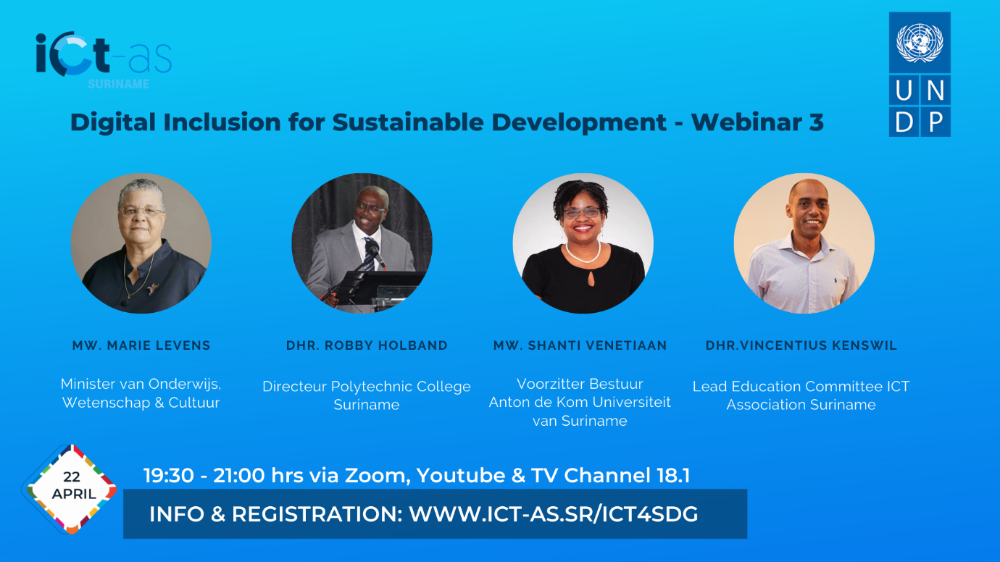 ict-as
SURINAME
U N
D P
Digital Inclusion for Sustainable Development - Webinar 3
MW. MARIE LEVENS
Minister van Onderwijs,
Wetenschap & Cultuur
DHR. ROBBY HOLBAND
Directeur Polytechnic College
Suriname
MW. SHANTI VENETIAAN
Voorzitter Bestuur
Anton de Kom Universiteit
van Suriname
DHR.VINCENTIUS KENSWIL
Lead Education Committee ICT
Association Suriname
22
APRIL
19:30 - 21:00 hrs via Zoom, Youtube & TV Channel 18.1
INFO & REGISTRATION: WWW.ICT-AS.SR/ICT4SDG